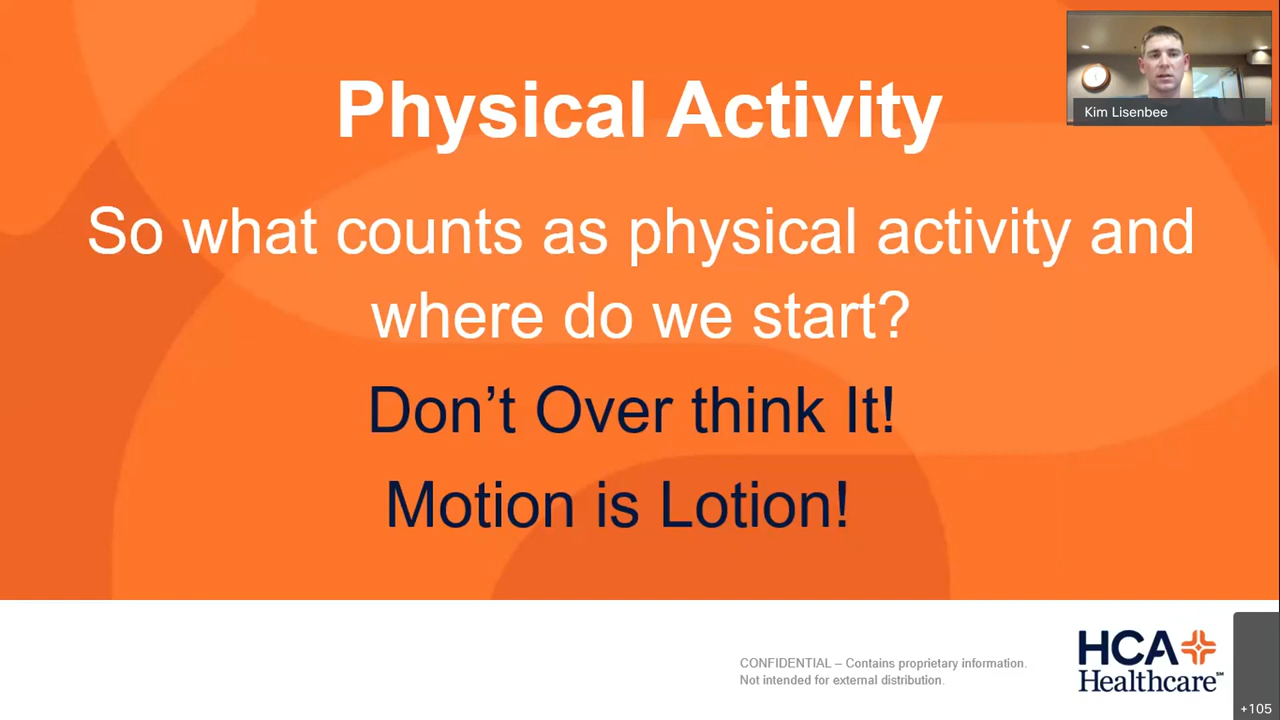 Physical Activity
Kim Lisenbee
So what counts as physical activity and
where do we start?
Don’t Over think It!
Motion is Lotion!
CONFIDENTIAL – Contains proprietary information.
Not intended for external distribution.
HCA
Healthcare℠
+105